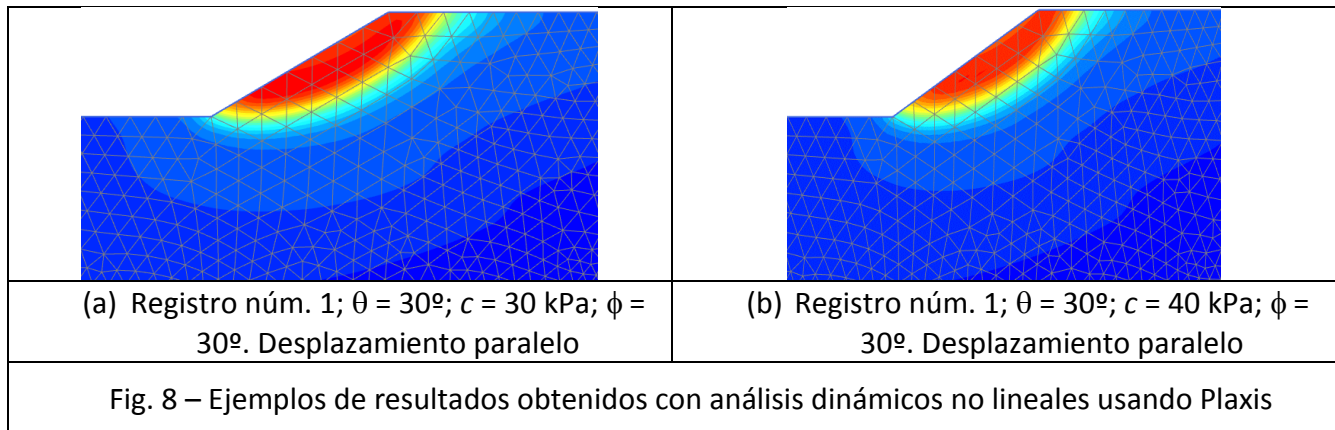 (a) Registro núm. 1; θ = 30º; c = 30 kPa; ϕ =
30º. Desplazamiento paralelo
(b) Registro núm. 1; θ = 30º; c = 40 kPa; ϕ =
30º. Desplazamiento paralelo
Fig. 8 – Ejemplos de resultados obtenidos con análisis dinámicos no lineales usando Plaxis